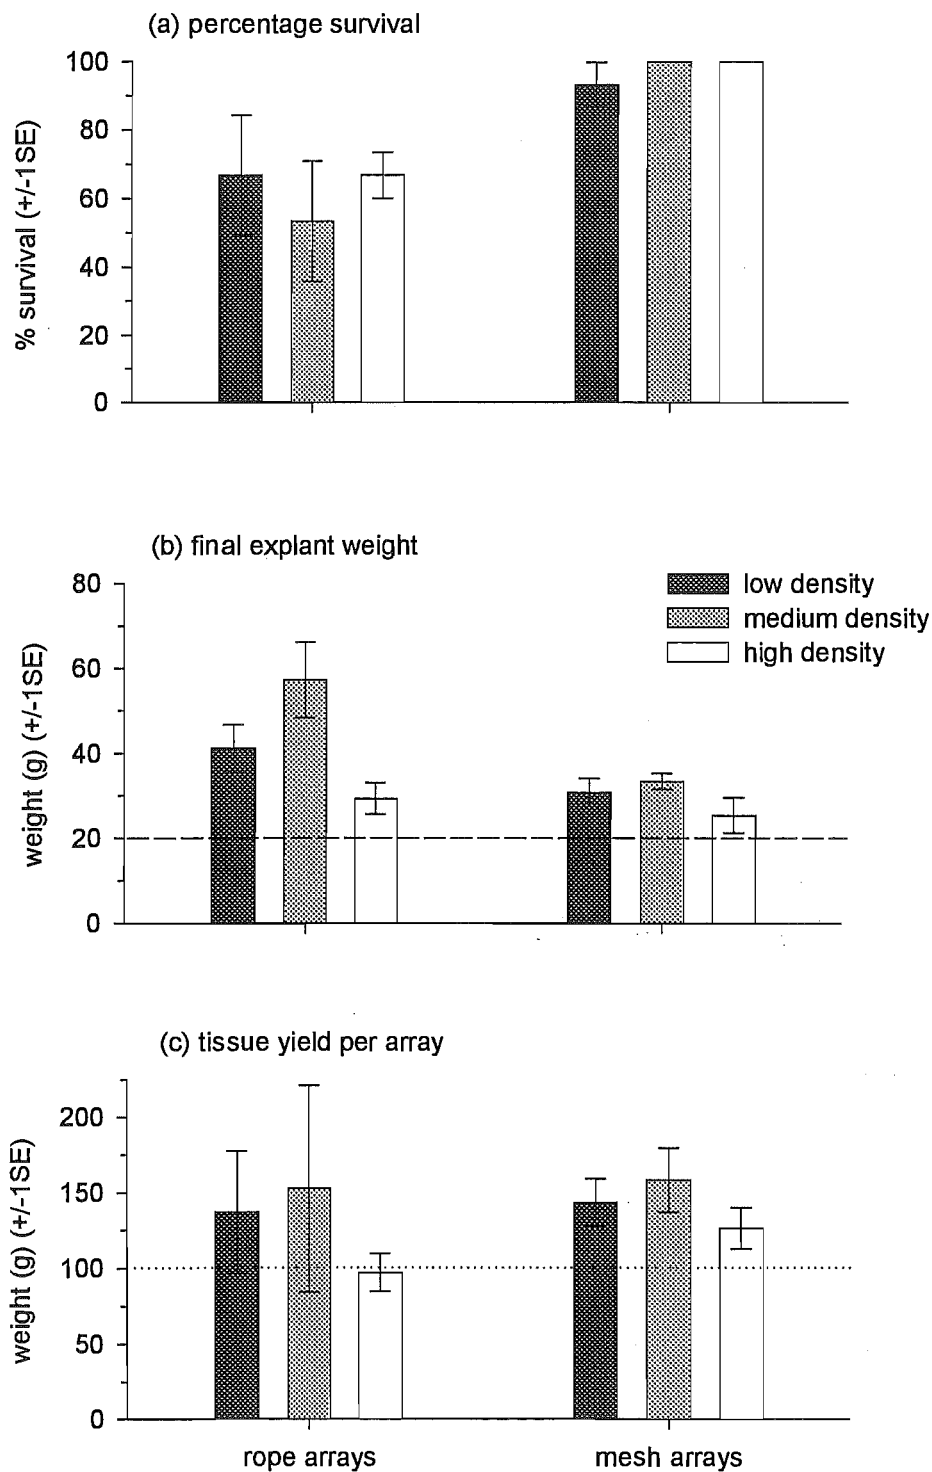 (a) percentage survival
100
80
60
40
20
0
% survival (+/-1SE)
(b) final explant weight
80
60
40
20
0
weight (g) (+/-1SE)
low density
medium density
high density
(c) tissue yield per array
200
150
100
50
0
weight (g) (+/-1SE)
rope arrays
mesh arrays